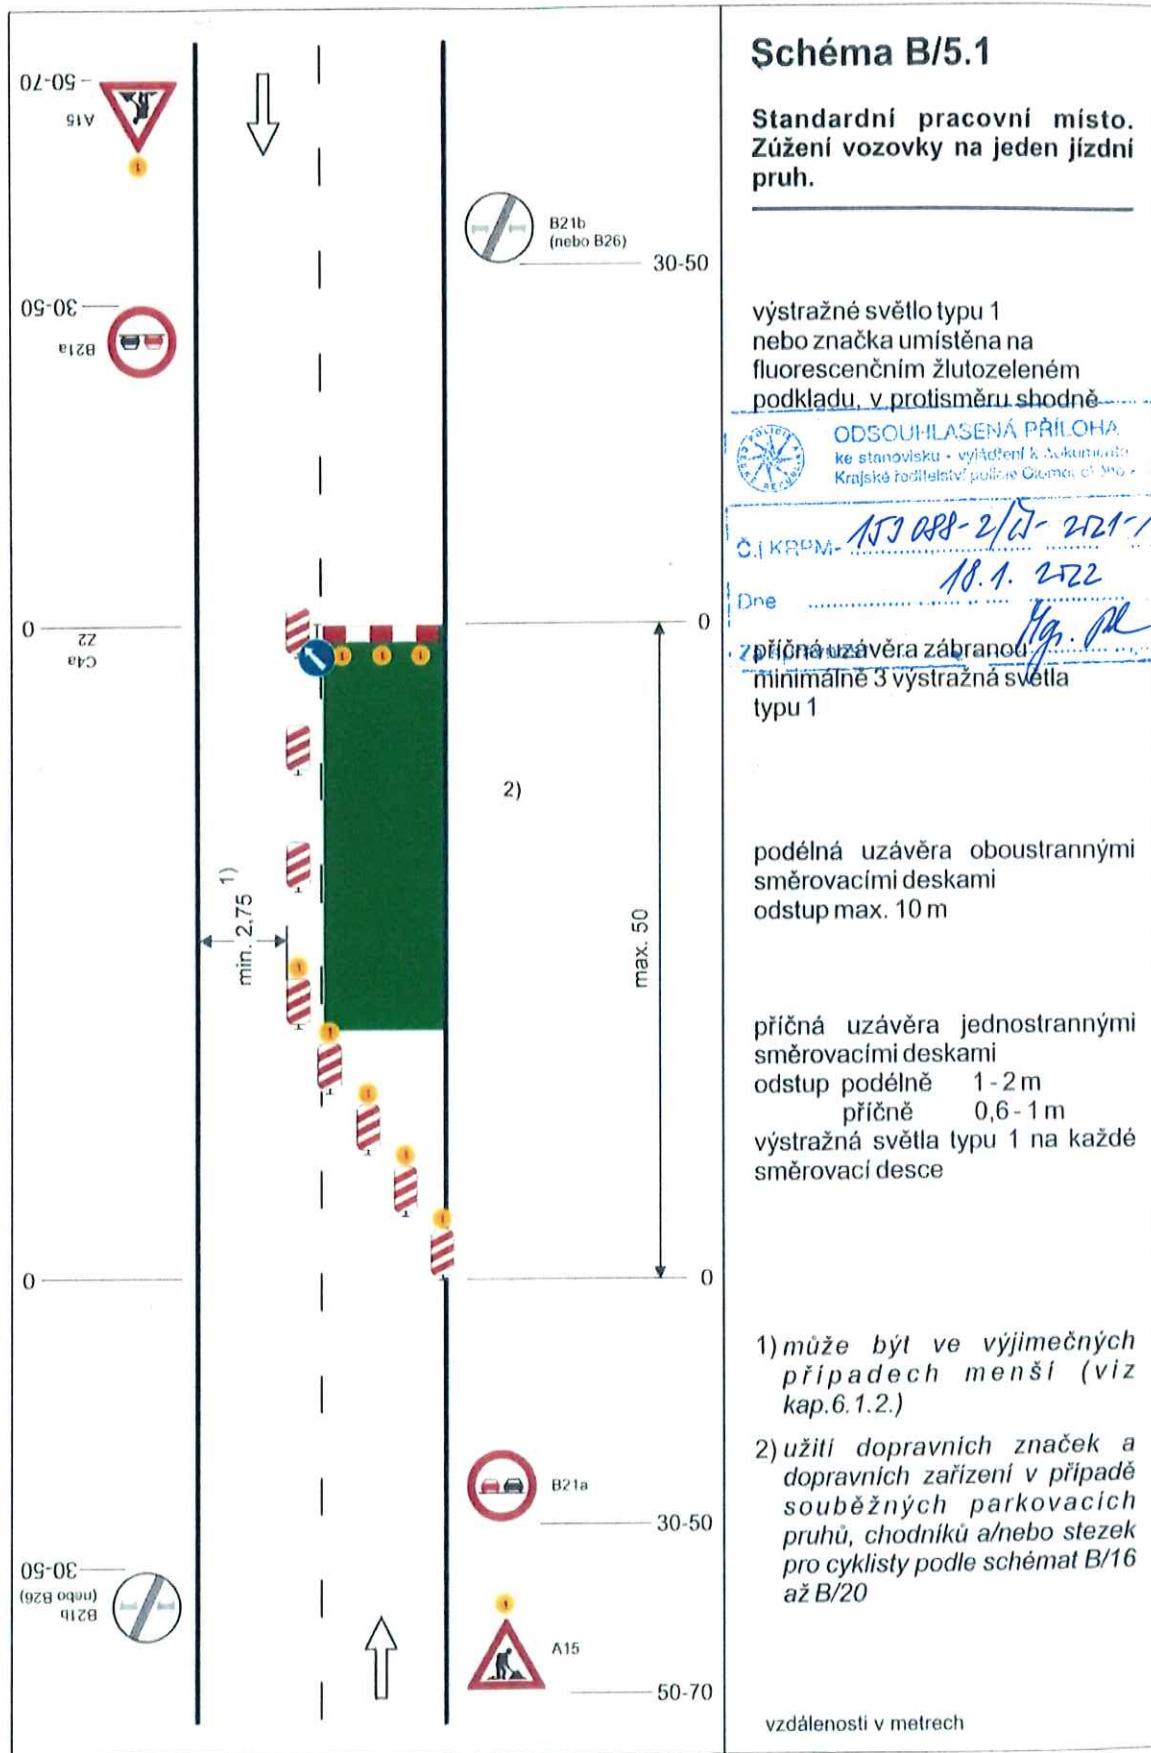 50-70
A15
B21b
(nebo B26)
30-50
30-50
B21a
0
Z2
C4a
0
2)
min. 2,75 1)
max. 50
0
0
B21a
30-50
30-50
B21b
(nebo B26)
A15
50-70
Schéma B/5.1
Standardní pracovní místo.
Zúžení vozovky na jeden jízdní
pruh.
výstražné světlo typu 1
nebo značka umístěna na
fluorescenčním žlutozeleném
podkladu, v protisměru shodně
ODSOUHLASENÁ PŘÍLOHA
ke stanovisku - vyjádření k
Krajské ředitelství policie
Č.j KRPM-
18.1. 2022
Dne
Mgr.
příčná uzávěra zábranou
minimálně 3 výstražná světla
typu 1
podélná uzávěra oboustrannými
směrovacími deskami
odstup max. 10 m
příčná uzávěra jednostrannými
směrovacími deskami
odstup podélně 1 - 2 m
příčně 0,6 - 1 m
výstražná světla typu 1 na každé
směrovací desce
1) může být ve výjimečných
případech menší (viz
kap.6.1.2.)
2) užití dopravních značek a
dopravních zařízení v případě
souběžných parkovacích
pruhů, chodníků a/nebo stezek
pro cyklisty podle schémat B/16
až B/20
vzdálenosti v metrech